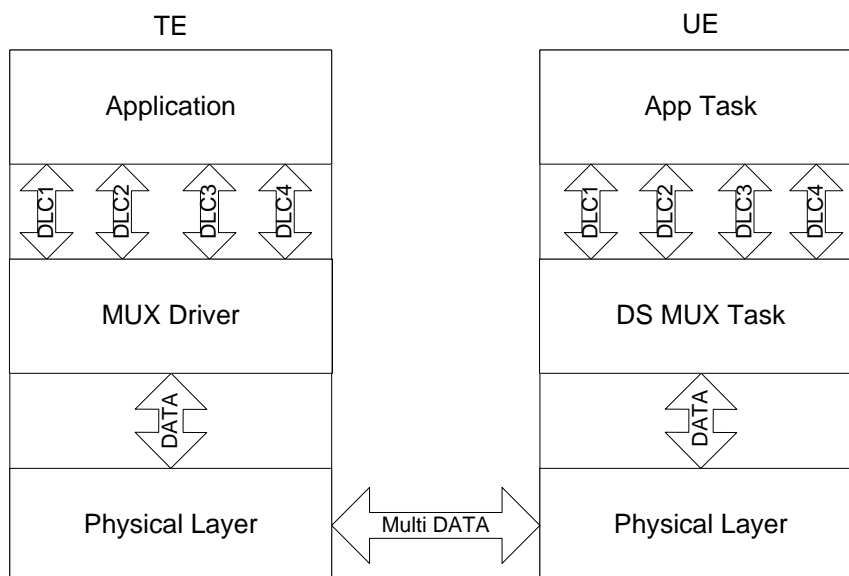 TE
UE
Application
App Task
DLC1
DLC2
DLC3
DLC4
DLC1
DLC2
DLC3
DLC4
MUX Driver
DS MUX Task
DATA
DATA
Physical Layer
Multi DATA
Physical Layer